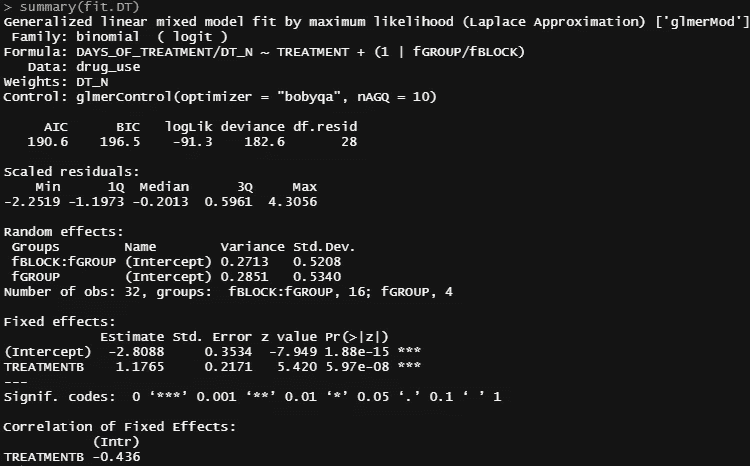 > summary(fit.DT)
Generalized linear mixed model fit by maximum likelihood (Laplace Approximation) ['glmerMod']
 Family: binomial  ( logit )
Formula: DAYS_OF_TREATMENT/DT_N ~ TREATMENT + (1 | fGROUP/fBLOCK)
   Data: drug_use
Weights: DT_N
Control: glmerControl(optimizer = "bobyqa", nAGQ = 10)
     AIC      BIC   logLik deviance df.resid
   190.6    196.5    -91.3    182.6       28
Scaled residuals:
    Min      1Q  Median      3Q     Max
-2.2519 -1.1973 -0.2013  0.5961  4.3056
Random effects:
 Groups        Name        Variance Std.Dev.
 fBLOCK:fGROUP (Intercept) 0.2713   0.5208
 fGROUP        (Intercept) 0.2851   0.5340
Number of obs: 32, groups:  fBLOCK:fGROUP, 16; fGROUP, 4
Fixed effects:
            Estimate Std. Error z value Pr(>|z|)
(Intercept)  -2.8088     0.3534  -7.949 1.88e-15 ***
TREATMENTB    1.1765     0.2171   5.420 5.97e-08 ***
---
Signif. codes:  0 ‘***’ 0.001 ‘**’ 0.01 ‘*’ 0.05 ‘.’ 0.1 ‘ ’ 1
Correlation of Fixed Effects:
           (Intr)
TREATMENTB -0.436